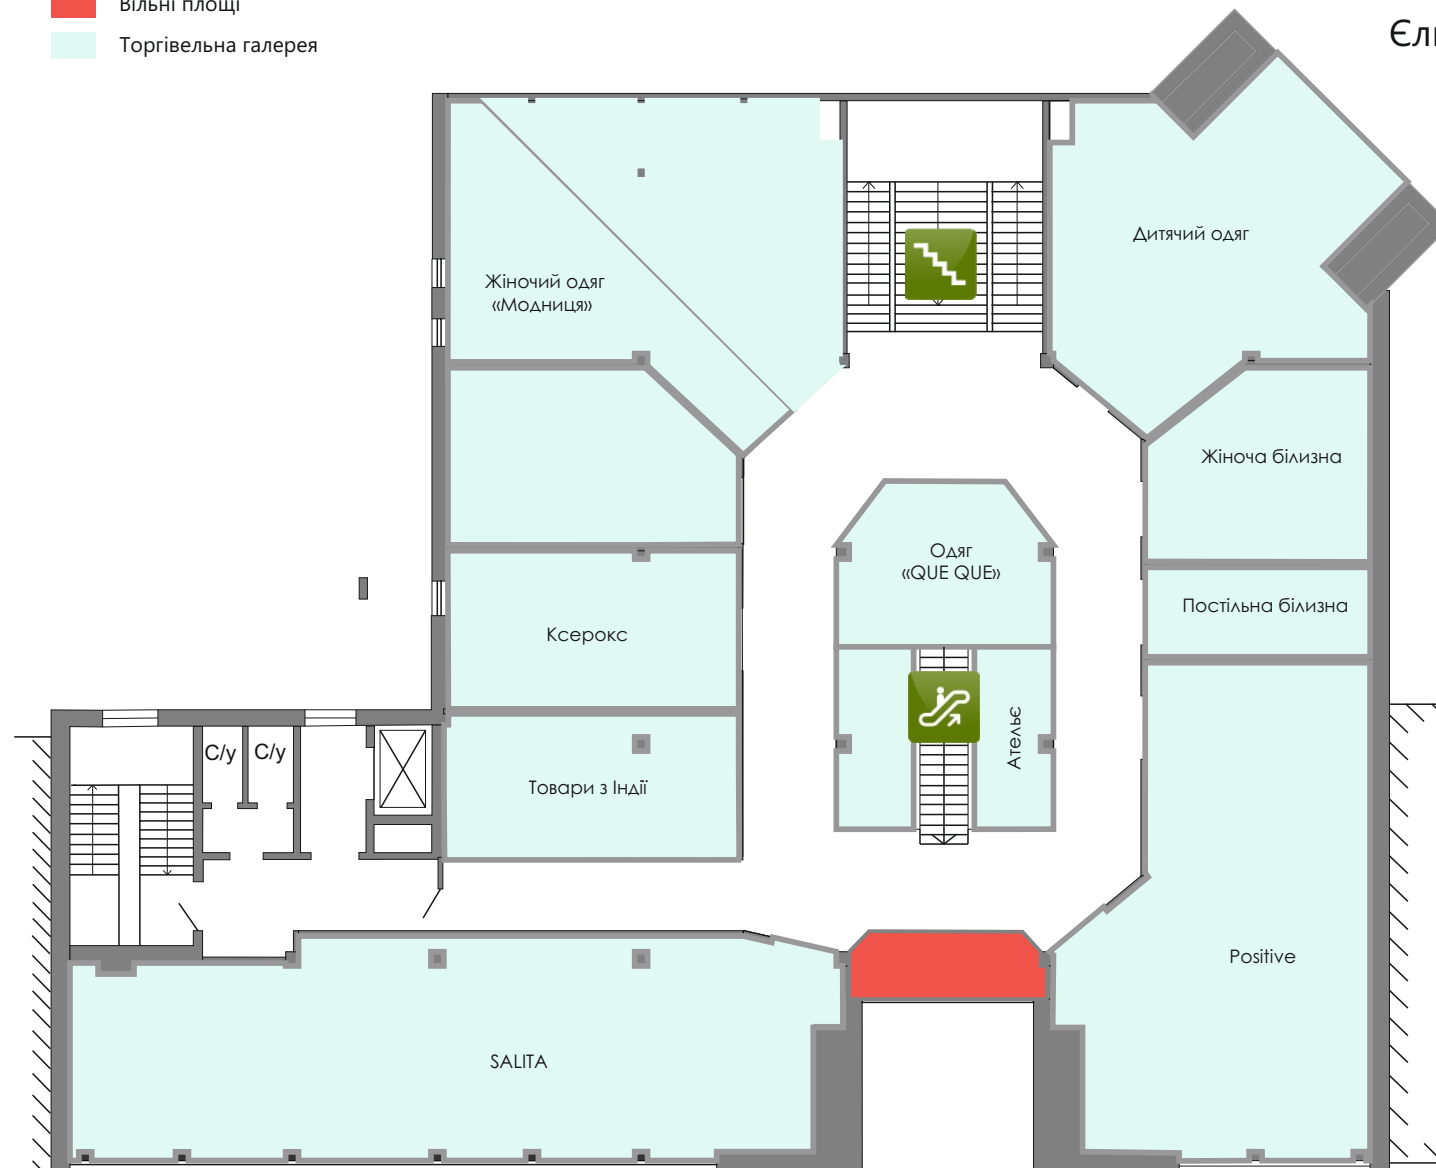 Вільні площі
Торгівельна галерея
Дитячий одяг
Жіночий одяг
«Модниця»
Жіноча білизна
Одяг
«QUE QUE»
Постільна білизна
Ксерокс
Ательє
С/у
С/у
Товари з Індії
Positive
SALITA